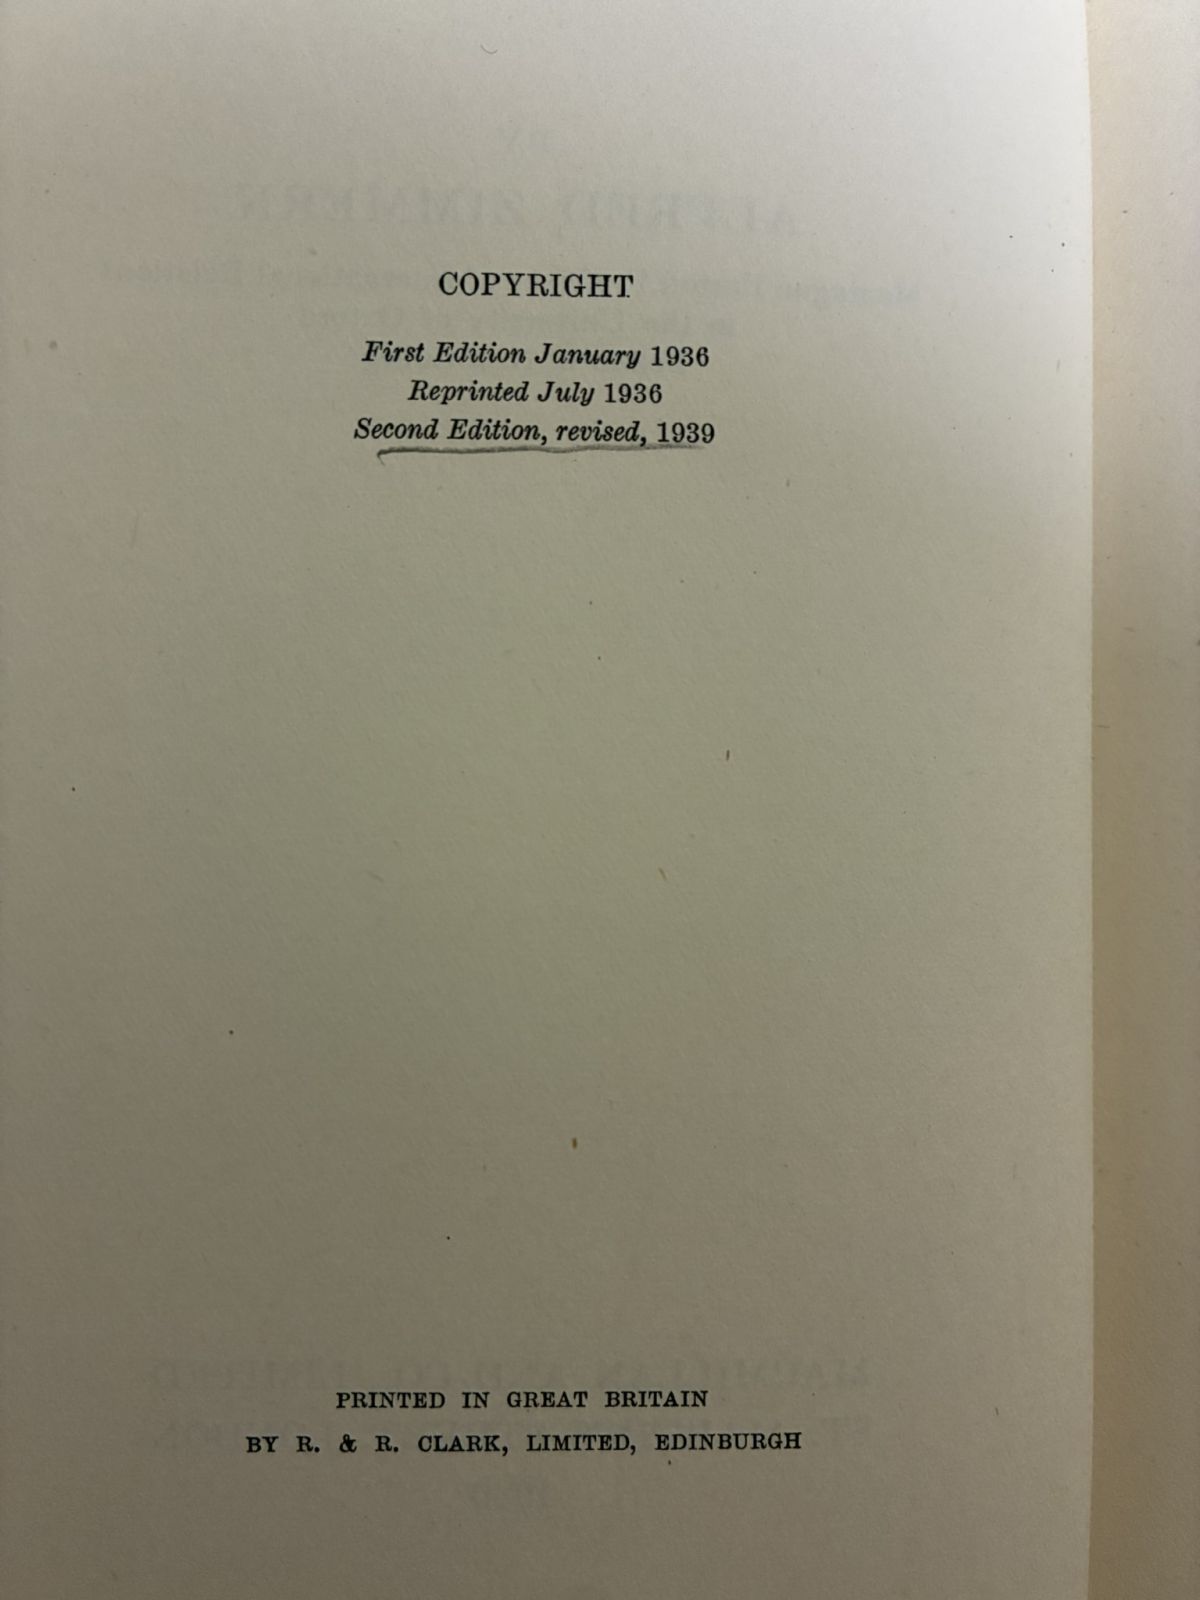 COPYRIGHT
First Edition January 1936
Reprinted July 1936
Second Edition, revised, 1939
PRINTED IN GREAT BRITAIN
BY R. & R. CLARK, LIMITED, EDINBURGH